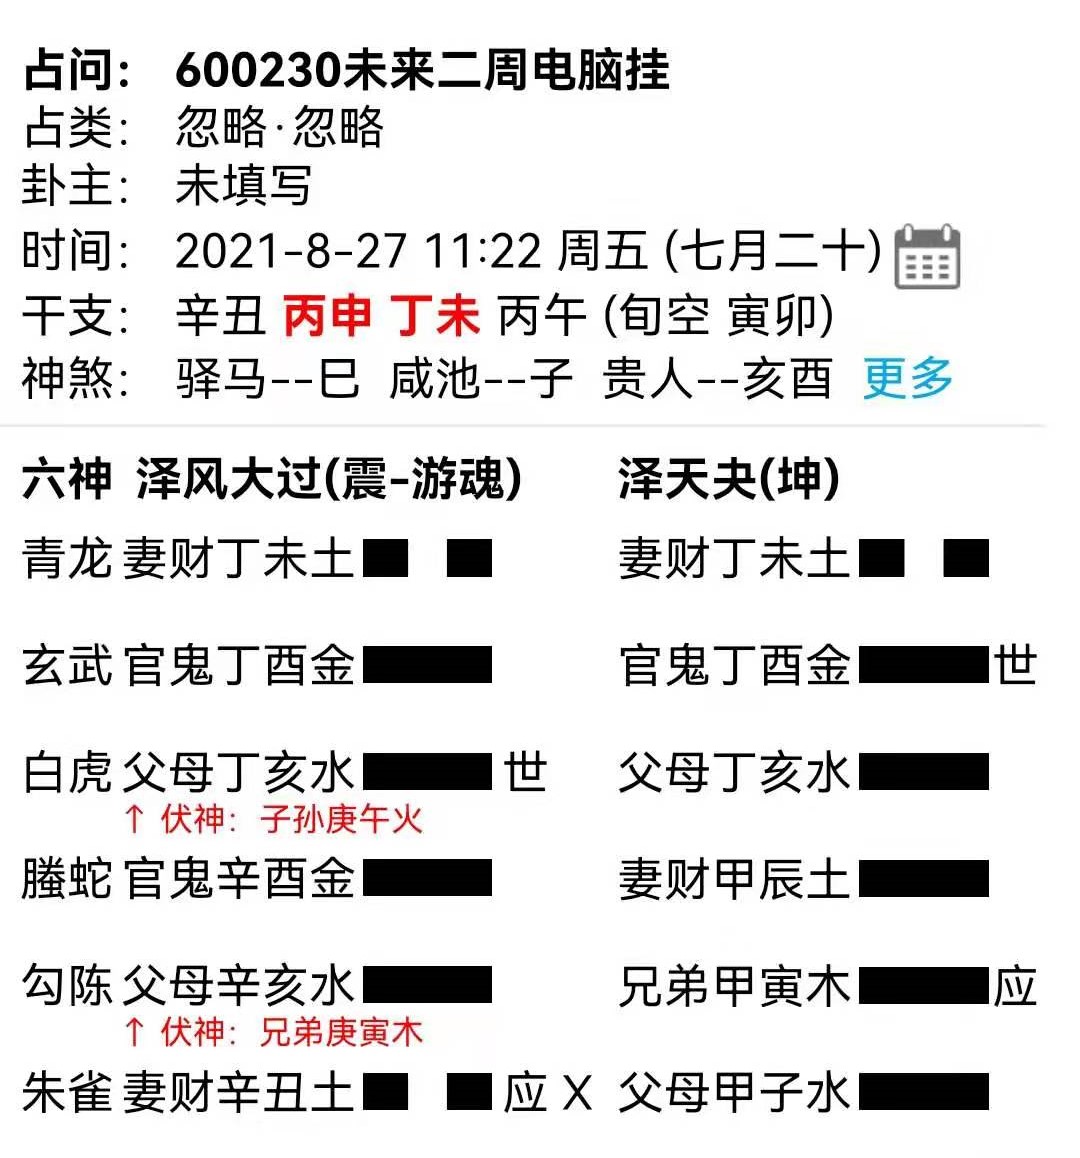 占问： 600230未来二周电脑挂
占类： 忽略·忽略
卦主： 未填写
时间： 2021-8-27 11:22 周五 (七月二十)
干支： 辛丑 丙申 丁未 丙午 (旬空 寅卯)
神煞： 驿马--巳 咸池--子 贵人--亥酉 更多
六神 泽风大过(震-游魂) 泽天夬(坤)
青龙 妻财丁未土 妻财丁未土
玄武 官鬼丁酉金 官鬼丁酉金 世
白虎 父母丁亥水 世 父母丁亥水
↑ 伏神：子孙庚午火
螣蛇 官鬼辛酉金 妻财甲辰土
勾陈 父母辛亥水 兄弟甲寅木 应
↑ 伏神：兄弟庚寅木
朱雀 妻财辛丑土 应 X 父母甲子水